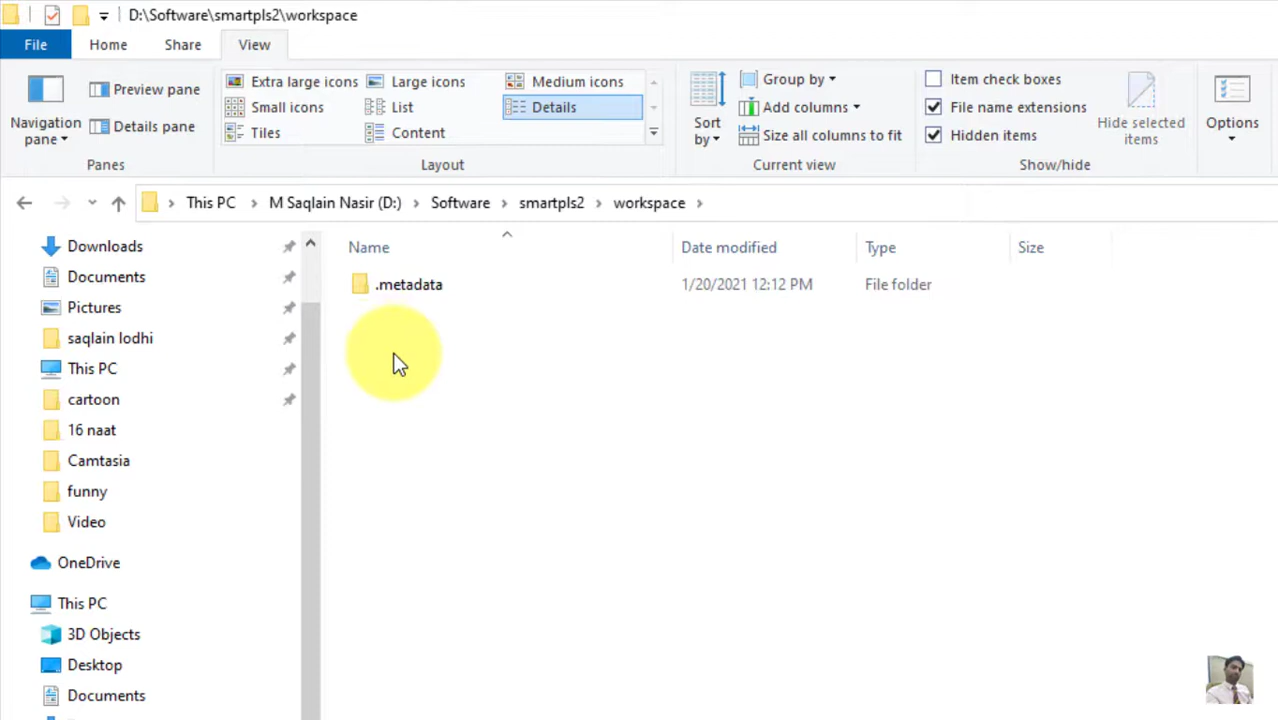 D:\Software\smartpls2\workspace
File Home Share View
Extra large icons Large icons Medium icons
Small icons List Details
Tiles Content
Preview pane
Details pane
Navigation
pane
Panes
Layout
Sort
by
Group by
Add columns
Size all columns to fit
Current view
Item check boxes
File name extensions
Hidden items
Hide selected
items
Show/hide
Options
This PC M Saqlain Nasir (D:) Software smartpls2 workspace
Downloads
Documents
Pictures
saqlain lodhi
This PC
cartoon
16 naat
Camtasia
funny
Video
OneDrive
This PC
3D Objects
Desktop
Documents
Name Date modified Type Size
.metadata 1/20/2021 12:12 PM File folder